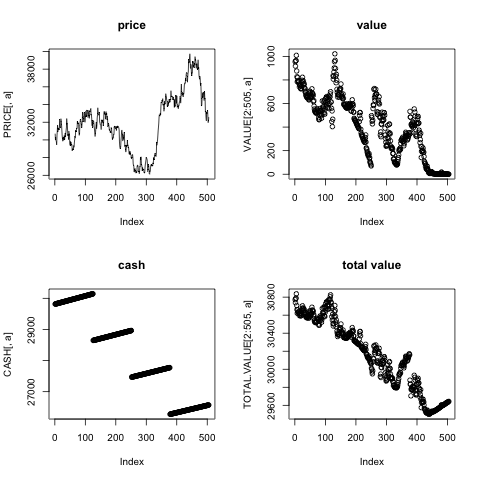 price
value
PRICE[, a]
26000
32000
38000
0 100 200 300 400 500
Index
VALUE[2:505, a]
0
200
600
1000
0 100 200 300 400 500
Index
cash
total value
CASH[, a]
27000
29000
0 100 200 300 400 500
Index
TOTAL.VALUE[2:505, a]
29600
30000
30400
30800
0 100 200 300 400 500
Index